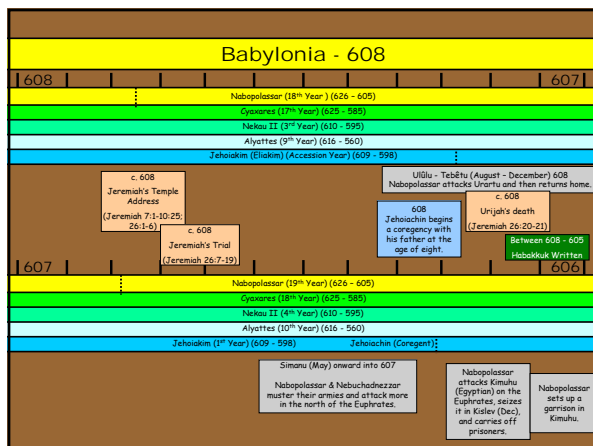 Babylonia - 608
608
607
Nabopolassar (18th Year ) (626 – 605)
Cyaxares (17th Year) (625 - 585)
Nekau II (3rd Year) (610 - 595)
Alyattes (9th Year) (616 - 560)
Jehoiakim (Eliakim) (Accession Year) (609 - 598)
Ulûlu - Tebêtu (August – December) 608
Nabopolassar attacks Urartu and then returns home.
c. 608
Jeremiah's Temple
Address
(Jeremiah 7:1-10:25;
26:1-6)
c. 608
Jeremiah's Trial
(Jeremiah 26:7-19)
608
Jehoiachin begins
a coregency with
his father at the
age of eight.
c. 608
Urijah's death
(Jeremiah 26:20-21)
Between 608 - 605
Habakkuk Written
607
606
Nabopolassar (19th Year) (626 – 605)
Cyaxares (18th Year) (625 - 585)
Nekau II (4th Year) (610 - 595)
Alyattes (10th Year) (616 - 560)
Jehoiakim (1st Year) (609 - 598)
Jehoiachin (Coregent)
Simanu (May) onward into 607
Nabopolassar & Nebuchadnezzar
muster their armies and attack more
in the north of the Euphrates.
Nabopolassar
attacks Kimuhu
(Egyptian) on the
Euphrates, seizes
it in Kislev (Dec),
and carries off
prisoners.
Nabopolassar
sets up a
garrison in
Kimuhu.